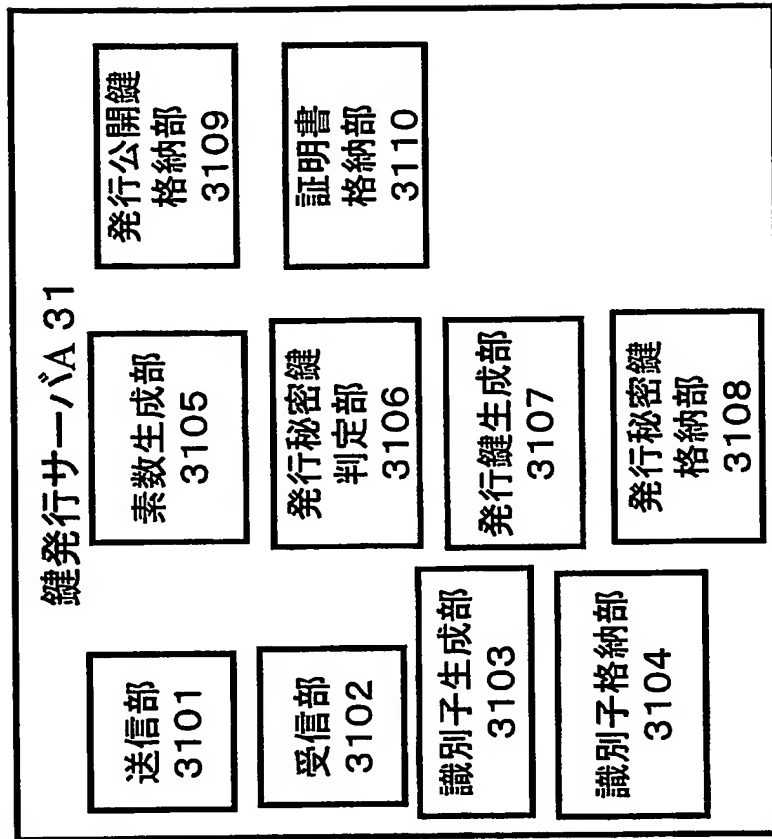 鍵発行サーバA 31
送信部
3101
受信部
3102
識別子生成部
3103
識別子格納部
3104
素数生成部
3105
発行秘密鍵
判定部
3106
発行鍵生成部
3107
発行秘密鍵
格納部
3108
発行公開鍵
格納部
3109
証明書
格納部
3110